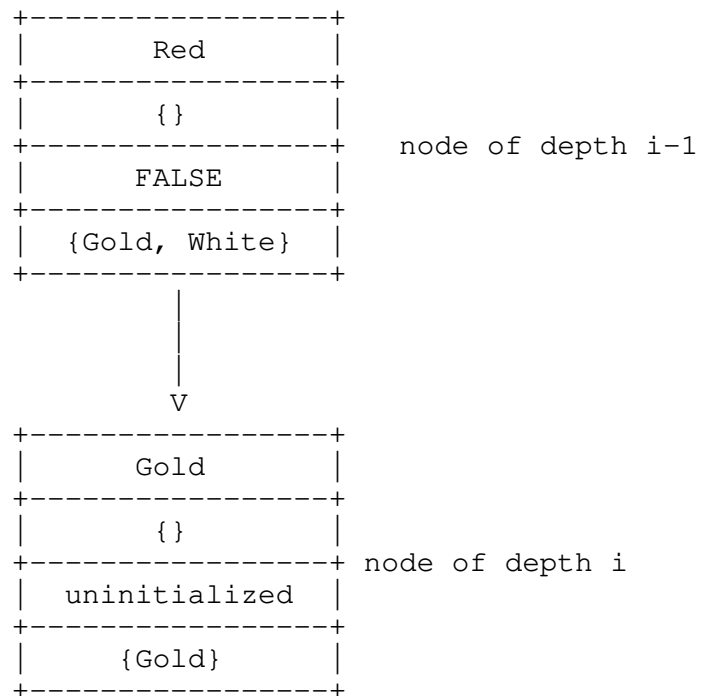 +-----------------+
|       Red       |
+-----------------+
|       {}        |
+-----------------+   node of depth i-1
|      FALSE      |
+-----------------+
|  {Gold, White}  |
+-----------------+
         |
         |
         |
         V
+-----------------+
|      Gold       |
+-----------------+
|       {}        |
+-----------------+ node of depth i
|  uninitialized  |
+-----------------+
|     {Gold}      |
+-----------------+